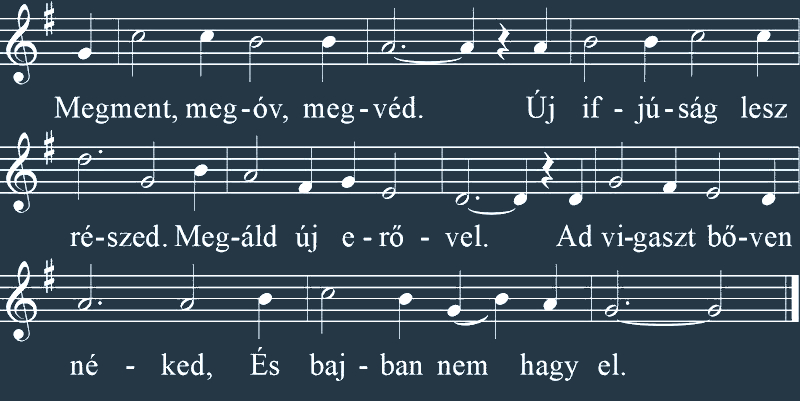 Megment, meg-óv, meg-véd. Új if-jú-ság lesz
ré-szed. Meg-áld új e-rő-vel. Ad vi-gaszt bő-ven
né-ked, És baj-ban nem hagy el.